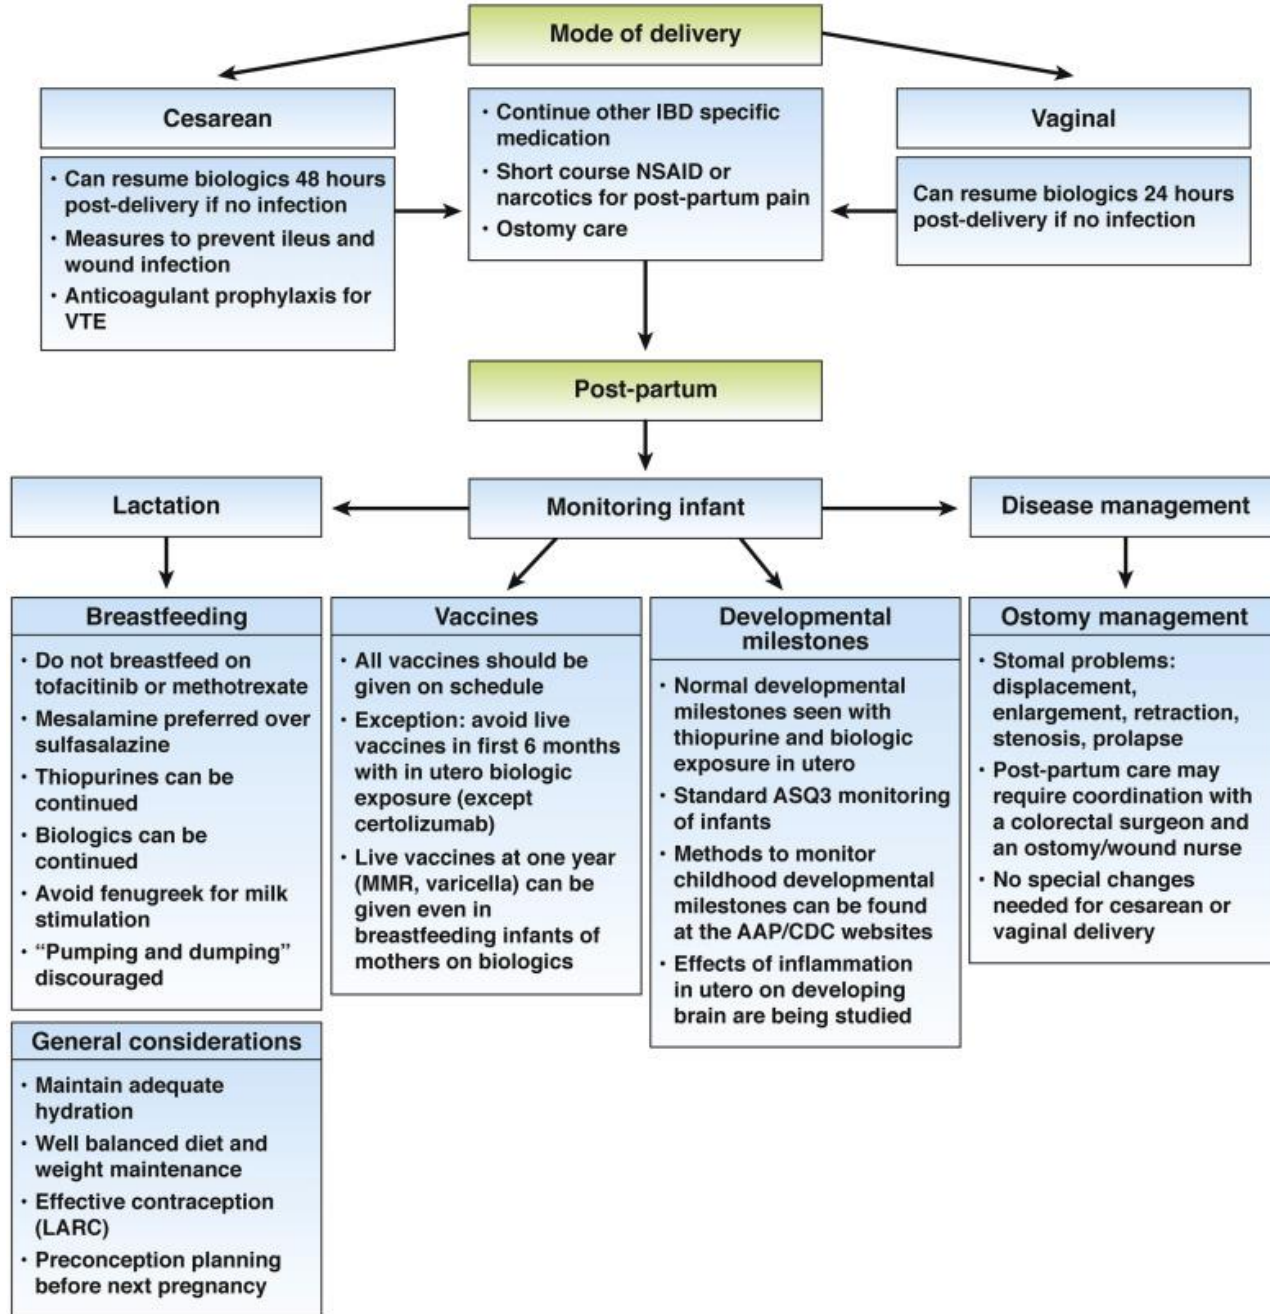 Mode of delivery
Cesarean
• Can resume biologics 48 hours
post-delivery if no infection
• Measures to prevent ileus and
wound infection
• Anticoagulant prophylaxis for
VTE
• Continue other IBD specific
medication
• Short course NSAID or
narcotics for post-partum pain
• Ostomy care
Vaginal
Can resume biologics 24 hours
post-delivery if no infection
Post-partum
Lactation
Monitoring infant
Disease management
Breastfeeding
• Do not breastfeed on
tofacitinib or methotrexate
• Mesalamine preferred over
sulfasalazine
• Thiopurines can be
continued
• Biologics can be
continued
• Avoid fenugreek for milk
stimulation
• “Pumping and dumping”
discouraged
Vaccines
• All vaccines should be
given on schedule
• Exception: avoid live
vaccines in first 6 months
with in utero biologic
exposure (except
certolizumab)
• Live vaccines at one year
(MMR, varicella) can be
given even in
breastfeeding infants of
mothers on biologics
Developmental
milestones
• Normal developmental
milestones seen with
thiopurine and biologic
exposure in utero
• Standard ASQ3 monitoring
of infants
• Methods to monitor
childhood developmental
milestones can be found
at the AAP/CDC websites
• Effects of inflammation
in utero on developing
brain are being studied
Ostomy management
• Stomal problems:
displacement,
enlargement, retraction,
stenosis, prolapse
• Post-partum care may
require coordination with
a colorectal surgeon and
an ostomy/wound nurse
• No special changes
needed for cesarean or
vaginal delivery
General considerations
• Maintain adequate
hydration
• Well balanced diet and
weight maintenance
• Effective contraception
(LARC)
• Preconception planning
before next pregnancy